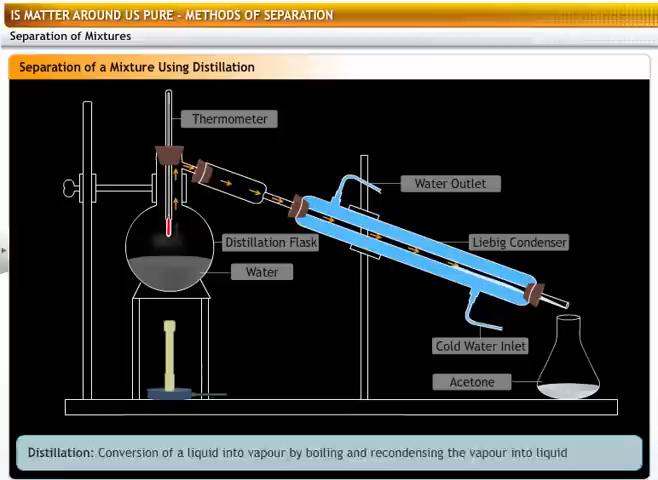 IS MATTER AROUND US PURE - METHODS OF SEPARATION
Separation of Mixtures
Separation of a Mixture Using Distillation
Thermometer
Water Outlet
Distillation Flask
Liebig Condenser
Water
Cold Water Inlet
Acetone
Distillation: Conversion of a liquid into vapour by boiling and recondensing the vapour into liquid